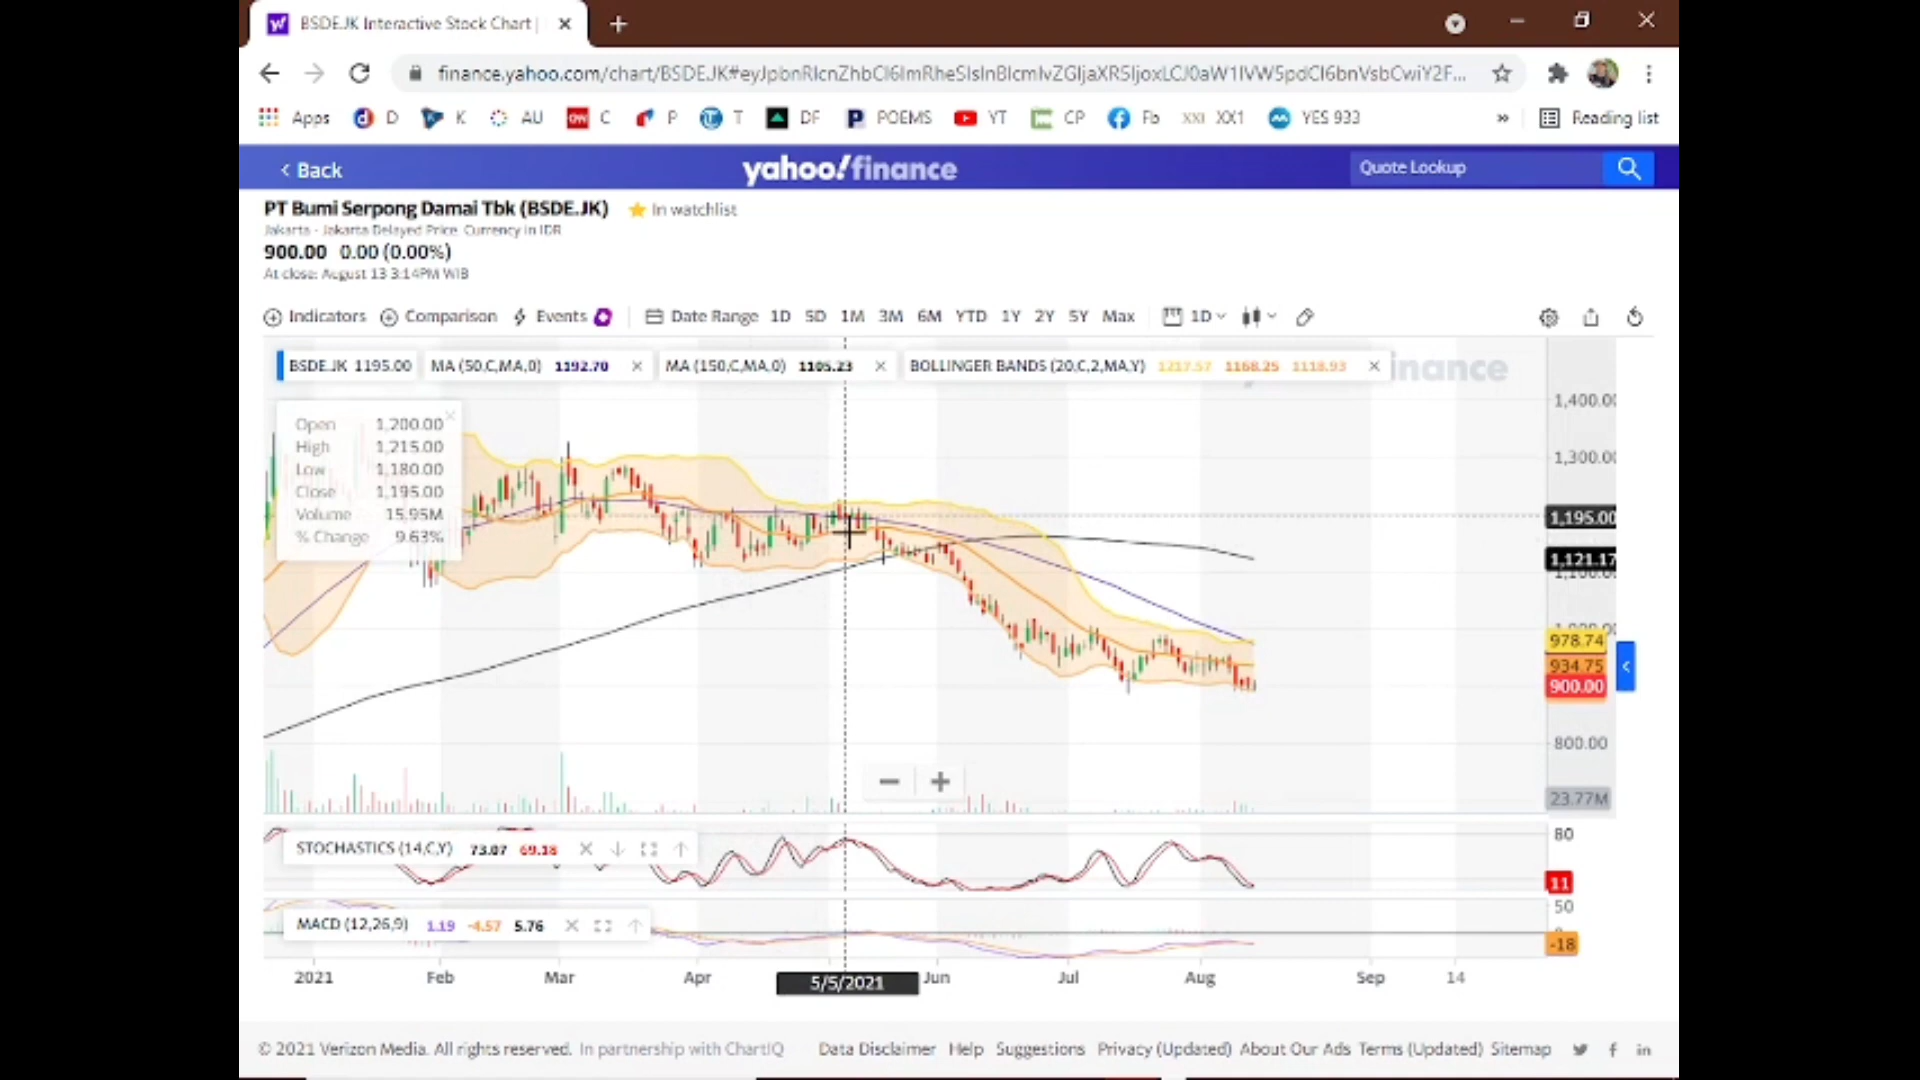 BSDE.JK Interactive Stock Chart |
finance.yahoo.com/chart/BSDE.JK#
Apps D K AU C P T DF POEMS YT CP Fb XX1 YES 933 » Reading list
< Back yahoo!finance Quote Lookup
PT Bumi Serpong Damai Tbk (BSDE.JK) In watchlist
Jakarta - Jakarta Delayed Price. Currency in IDR
900.00 0.00 (0.00%)
At close: August 13 3:14PM WIB
Indicators Comparison Events Date Range 1D 5D 1M 3M 6M YTD 1Y 2Y 5Y Max 1D
BSDE.JK 1195.00 MA (50,C,MA,0) 1192.70 MA (150,C,MA,0) 1105.23 BOLLINGER BANDS (20,C,2,MA,Y) 1217.57 1168.25 1118.93
1,400.00
Open 1,200.00
High 1,215.00
1,300.00
Low 1,180.00
Close 1,195.00
Volume 15.95M
1,195.00
% Change 9.63%
1,121.17
978.74
934.75
900.00
800.00
23.77M
80
STOCHASTICS (14,C,Y) 73.07 69.18
11
50
MACD (12,26,9) 1.19 -4.57 5.76
-18
2021 Feb Mar Apr 5/5/2021 Jun Jul Aug Sep 14
© 2021 Verizon Media. All rights reserved. In partnership with ChartIQ Data Disclaimer Help Suggestions Privacy (Updated) About Our Ads Terms (Updated) Sitemap